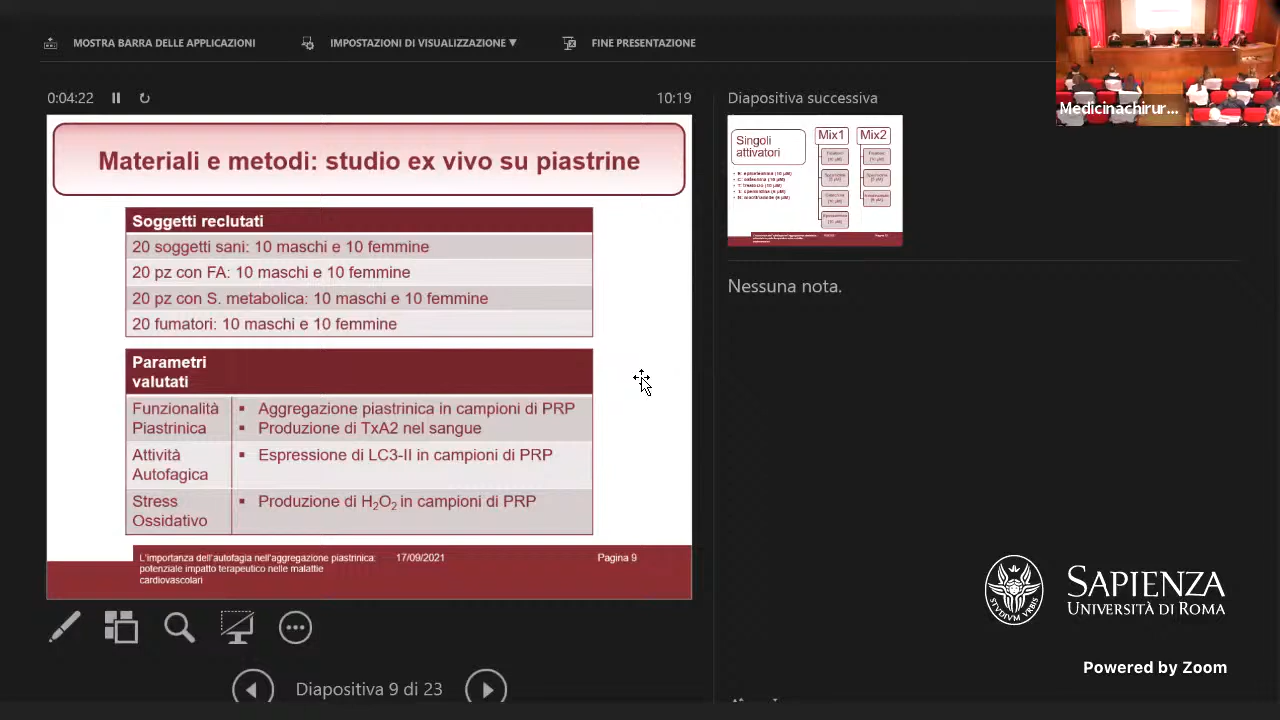 MOSTRA BARRA DELLE APPLICAZIONI
IMPOSTAZIONI DI VISUALIZZAZIONE ▼
FINE PRESENTAZIONE
0:04:22
10:19
Materiali e metodi: studio ex vivo su piastrine
Soggetti reclutati
20 soggetti sani: 10 maschi e 10 femmine
20 pz con FA: 10 maschi e 10 femmine
20 pz con S. metabolica: 10 maschi e 10 femmine
20 fumatori: 10 maschi e 10 femmine
Parametri
valutati
Funzionalità
Piastrinica
▪ Aggregazione piastrinica in campioni di PRP
▪ Produzione di TxA2 nel sangue
Attività
Autofagica
▪ Espressione di LC3-II in campioni di PRP
Stress
Ossidativo
▪ Produzione di H₂O₂ in campioni di PRP
L'importanza dell'autofagia nell'aggregazione piastrinica:
potenziale impatto terapeutico nelle malattie
cardiovascolari
17/09/2021
Pagina 9
Diapositiva 9 di 23
Diapositiva successiva
Singoli
attivatori
Mix1
Mix2
Nessuna nota.
Medicinachirur...
SAPIENZA
UNIVERSITÀ DI ROMA
STVDIVM VRBIS
Powered by Zoom